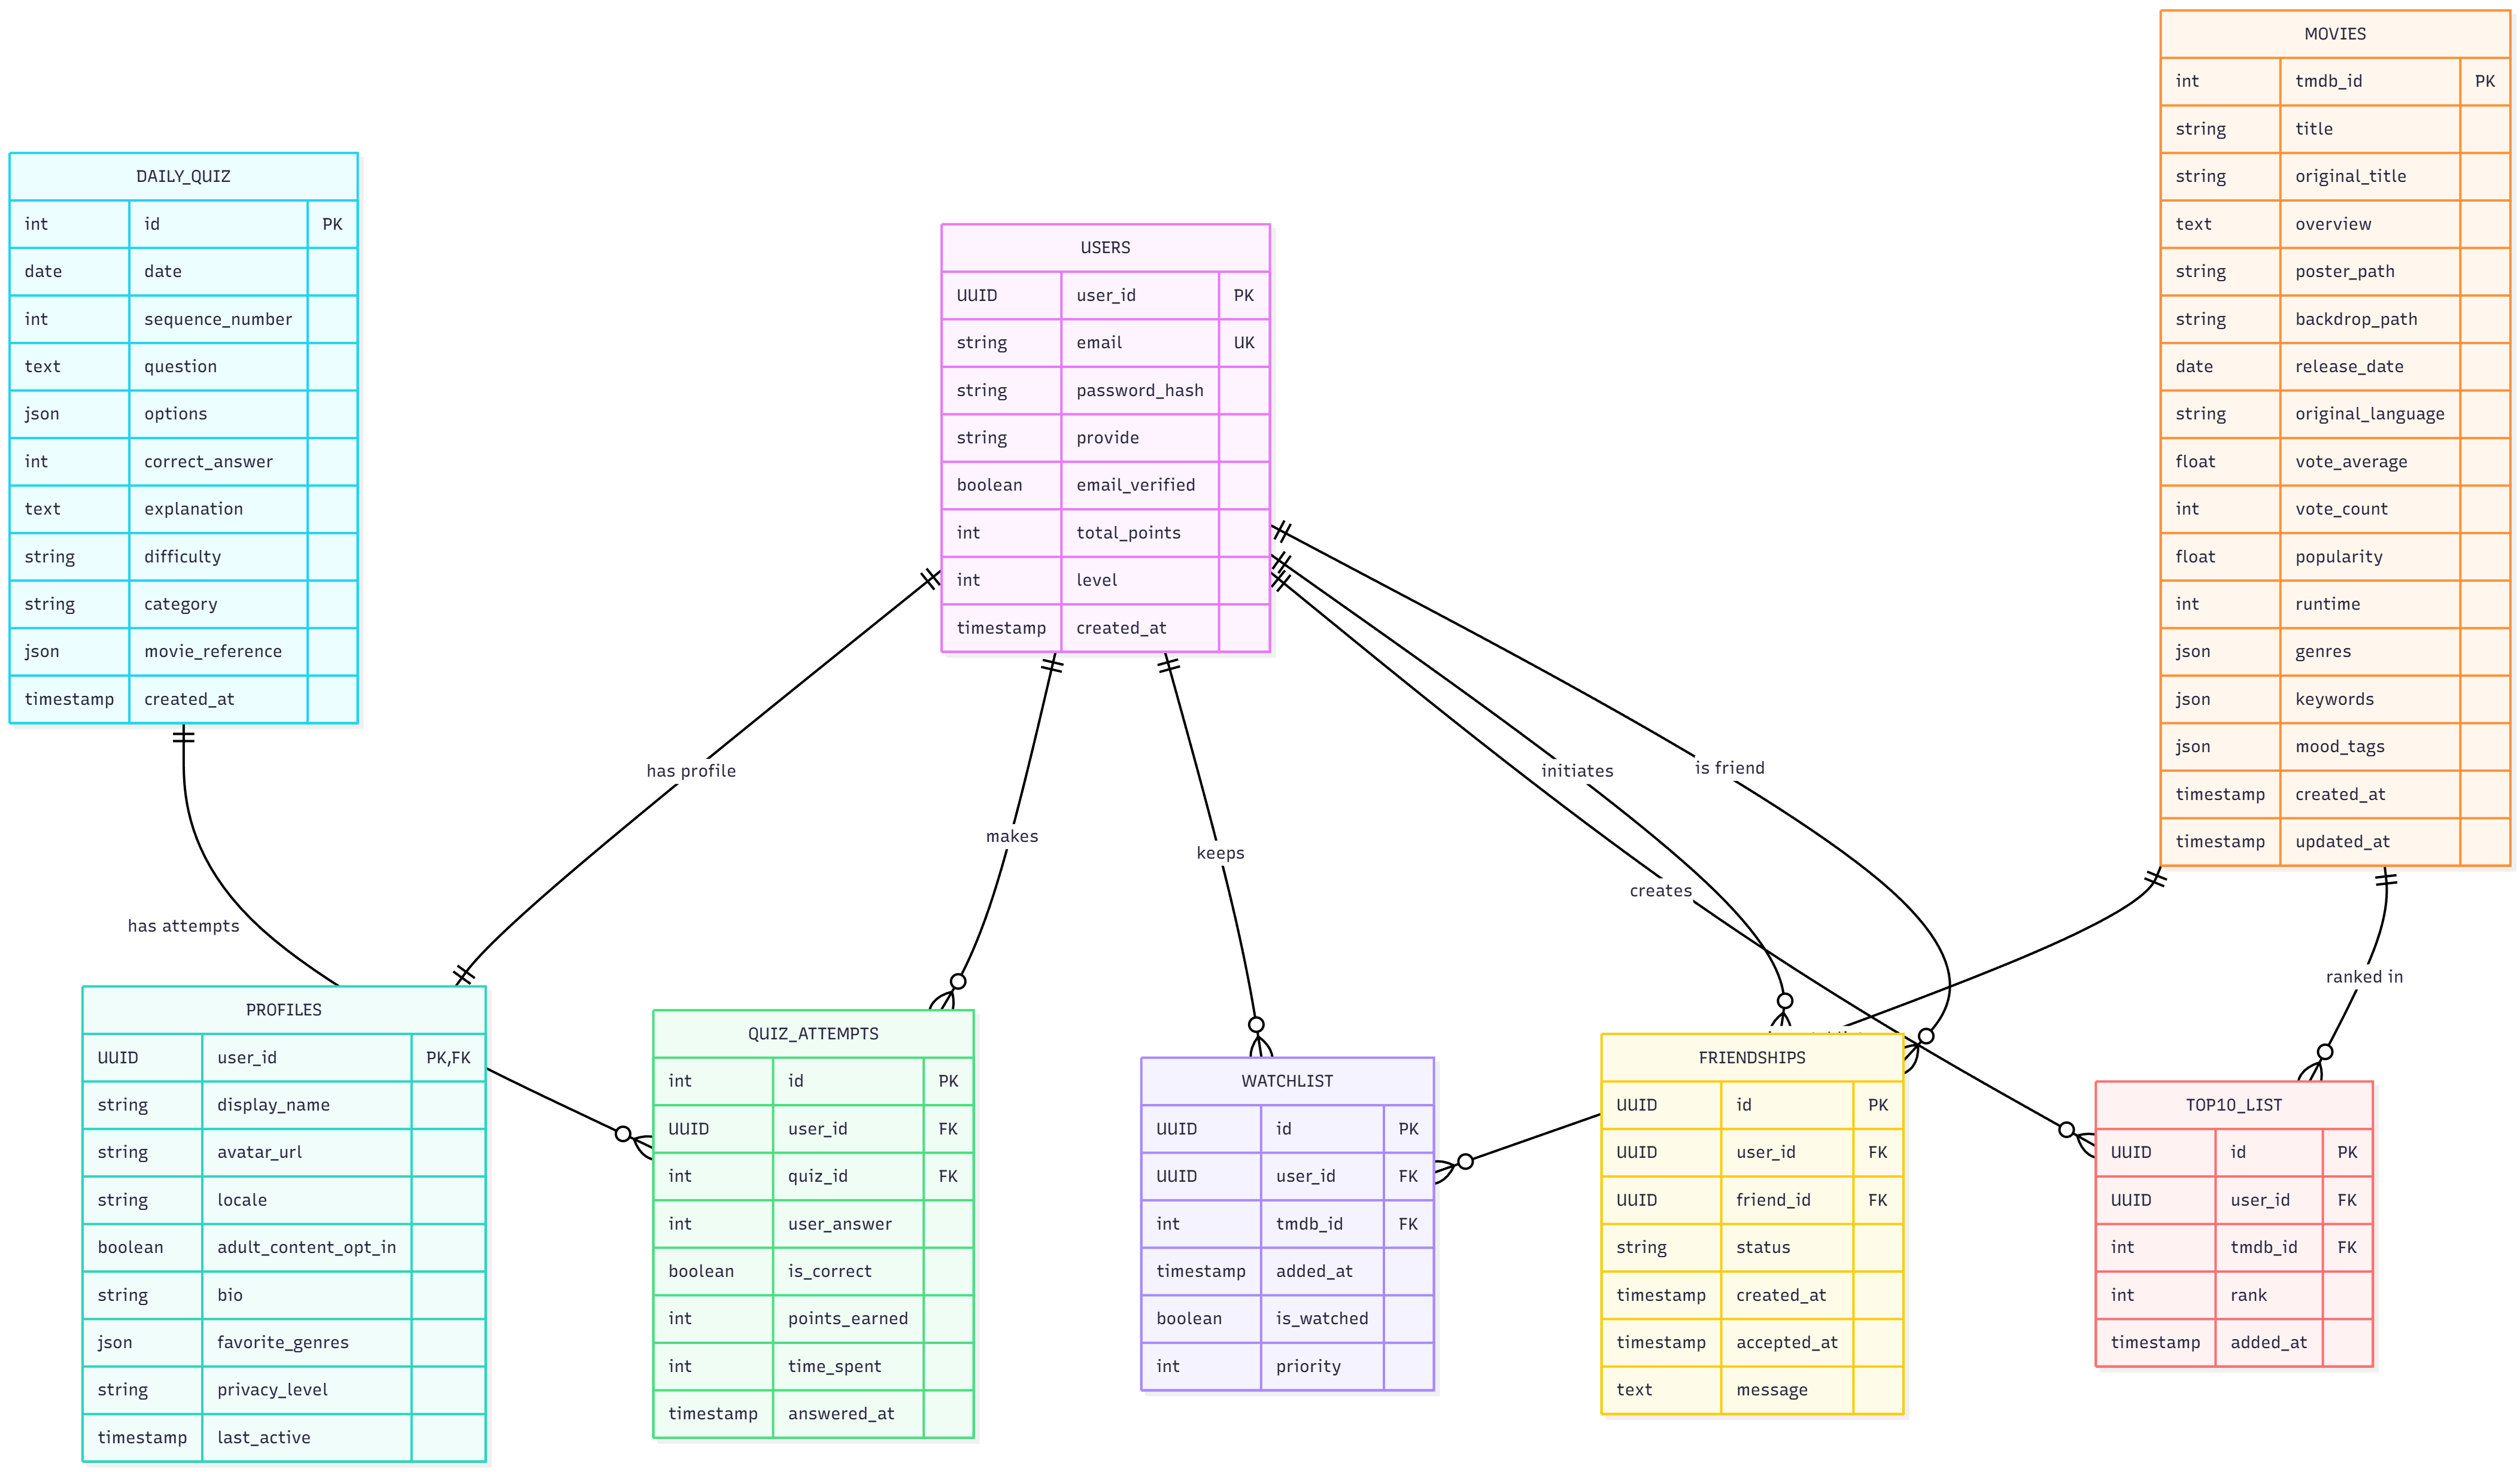 MOVIES
int tmdb_id PK
string title
string original_title
text overview
string poster_path
string backdrop_path
date release_date
string original_language
float vote_average
int vote_count
float popularity
int runtime
json genres
json keywords
json mood_tags
timestamp created_at
timestamp updated_at
DAILY_QUIZ
int id PK
date date
int sequence_number
text question
json options
int correct_answer
text explanation
string difficulty
string category
json movie_reference
timestamp created_at
USERS
UUID user_id PK
string email UK
string password_hash
string provide
boolean email_verified
int total_points
int level
timestamp created_at
has profile
initiates
is friend
makes
keeps
creates
has attempts
ranked in
PROFILES
UUID user_id PK,FK
string display_name
string avatar_url
string locale
boolean adult_content_opt_in
string bio
json favorite_genres
string privacy_level
timestamp last_active
QUIZ_ATTEMPTS
int id PK
UUID user_id FK
int quiz_id FK
int user_answer
boolean is_correct
int points_earned
int time_spent
timestamp answered_at
WATCHLIST
UUID id PK
UUID user_id FK
int tmdb_id FK
timestamp added_at
boolean is_watched
int priority
FRIENDSHIPS
UUID id PK
UUID user_id FK
UUID friend_id FK
string status
timestamp created_at
timestamp accepted_at
text message
TOP10_LIST
UUID id PK
UUID user_id FK
int tmdb_id FK
int rank
timestamp added_at